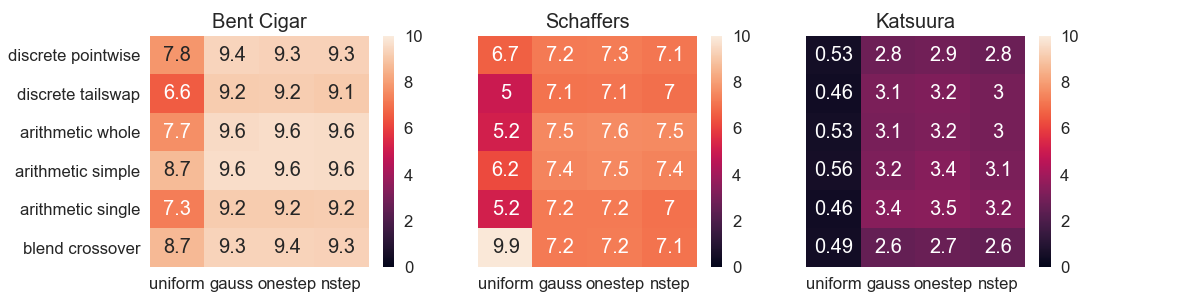 Bent Cigar Schaffers Katsuura
discrete pointwise 7.8 9.4 9.3 9.3 10 6.7 7.2 7.3 7.1 10 0.53 2.8 2.9 2.8 10
8 8 8
discrete tailswap 6.6 9.2 9.2 9.1 5 7.1 7.1 7 0.46 3.1 3.2 3
arithmetic whole 7.7 9.6 9.6 9.6 6 5.2 7.5 7.6 7.5 6 0.53 3.1 3.2 3 6
arithmetic simple 8.7 9.6 9.6 9.6 4 6.2 7.4 7.5 7.4 4 0.56 3.2 3.4 3.1 4
arithmetic single 7.3 9.2 9.2 9.2 5.2 7.2 7.2 7 0.46 3.4 3.5 3.2
2 2 2
blend crossover 8.7 9.3 9.4 9.3 9.9 7.2 7.2 7.1 0.49 2.6 2.7 2.6
0 0 0
uniform gauss onestep nstep uniform gauss onestep nstep uniform gauss onestep nstep